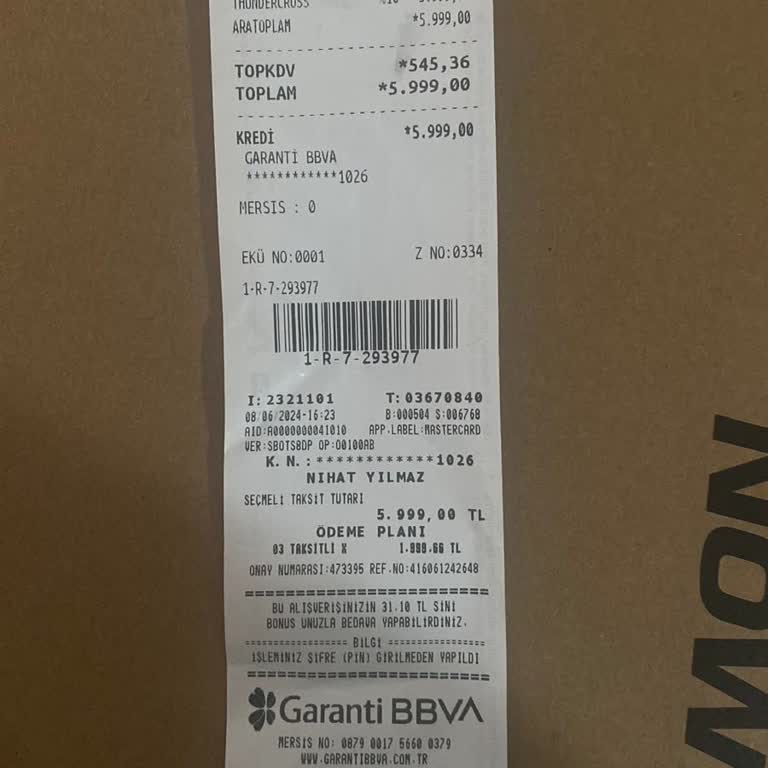 THUNDERCROSS
ARATOPLAM *5.999,00
TOPKDV *545,36
TOPLAM *5.999,00
KREDİ *5.999,00
GARANTİ BBVA
************1026
MERSIS : 0
EKÜ NO:0001 Z NO:0334
1-R-7-293977
1-R-7-293977
I: 2321101 T: 03670840
08/06/2024-16:23 B:000504 S:006768
AID:A0000000041010 APP.LABEL:MASTERCARD
VER:SBOTS8DP OP:00100AB
K. N. : ************1026
NIHAT YILMAZ
SEÇMELİ TAKSİT TUTARI
5.999,00 TL
ÖDEME PLANI
03 TAKSİTLİ X 1.999.66 TL
ONAY NUMARASI:473395 REF.NO:416061242648
BU ALIŞVERİŞİNİZİN 31.10 TL SİNİ
BONUS UNUZLA BEDAVA YAPABİLİRDİNİZ.
BİLGİ
İŞLEMİNİZ ŞİFRE (PIN) GİRİLMEDEN YAPILDI
Garanti BBVA
MERSİS NO: 0879 0017 5660 0379
WWW.GARANTIBBVA.COM.TR
MON